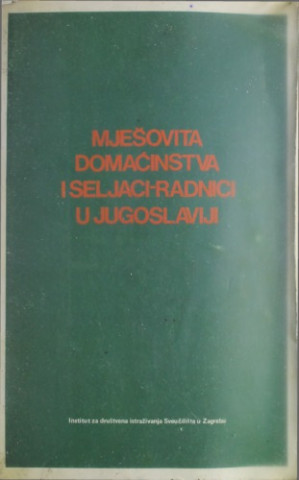 MJEŠOVITA
DOMAĆINSTVA
I SELJACI-RADNICI
U JUGOSLAVIJI
Institut za društvena istraživanja Sveučilišta u Zagrebu